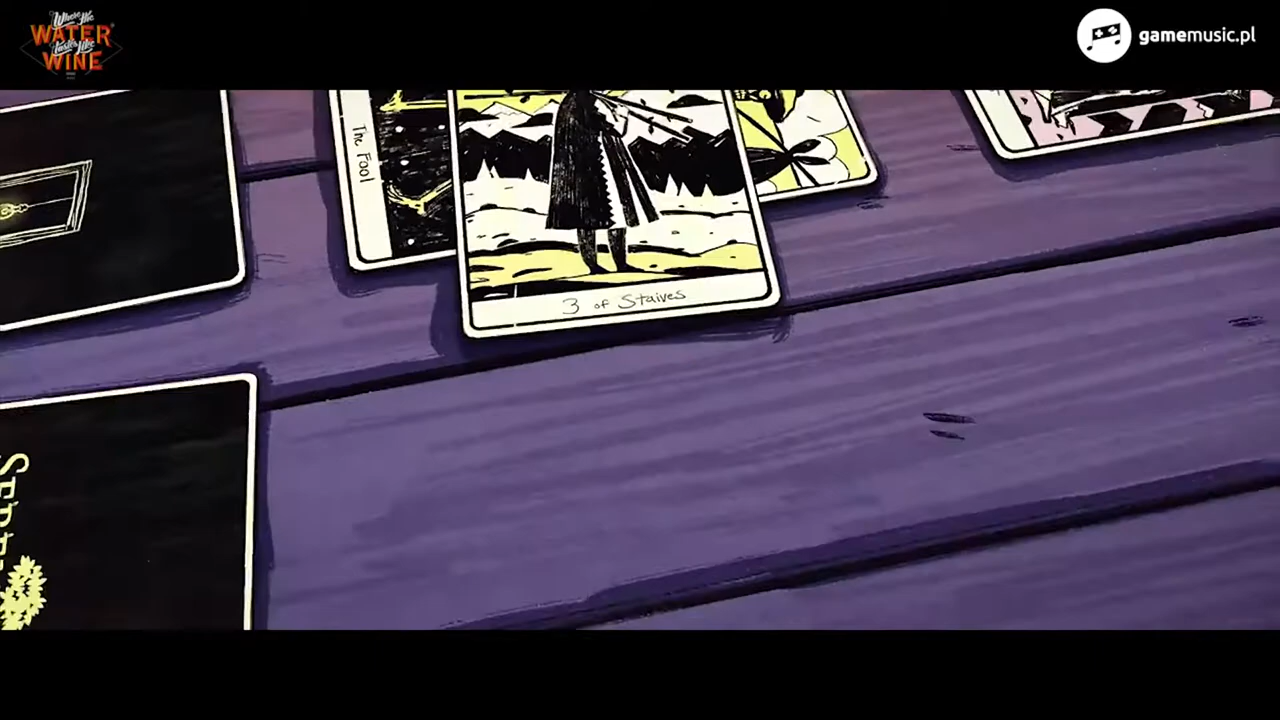 Where the
WATER
Tastes Like
WINE
gamemusic.pl
The Fool
3 of Staives